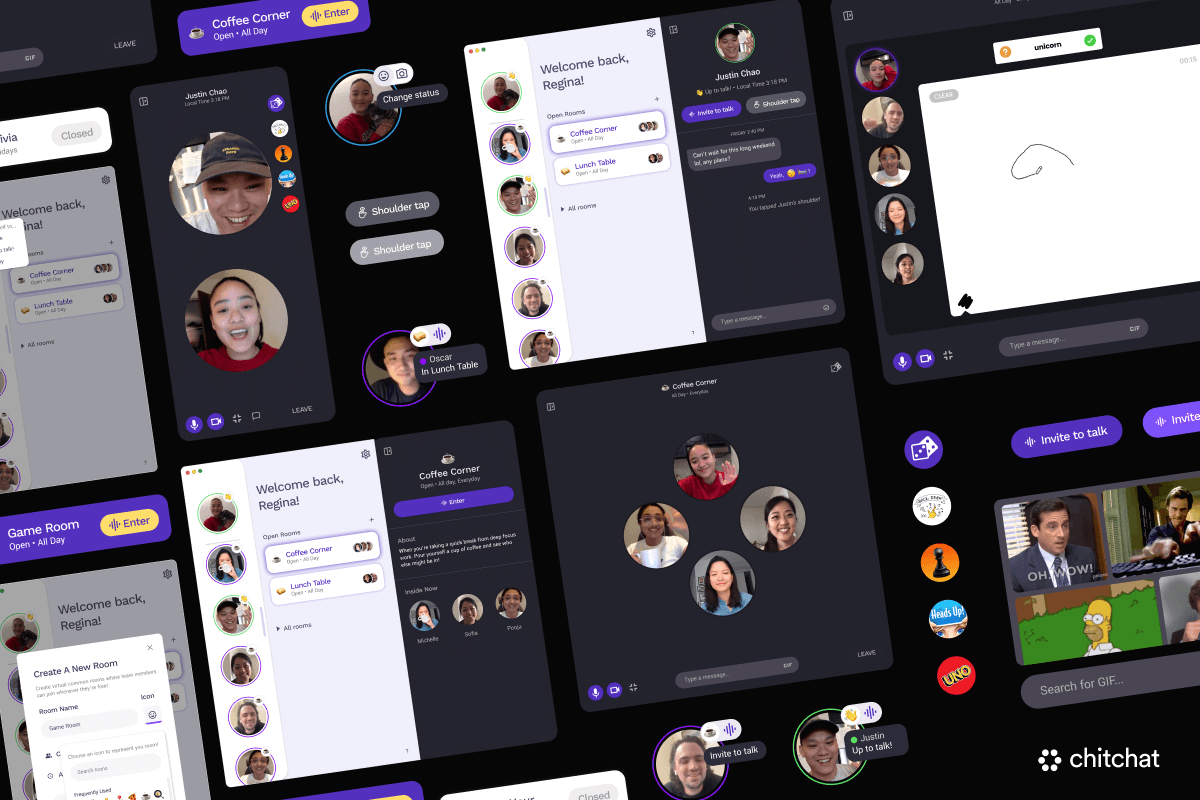 GIF
LEAVE
Coffee Corner
Open • All Day
Enter
ivia
days
Closed
Welcome back,
gina!
ooms
Coffee Corner
Open • All Day
Lunch Table
Open • All Day
All rooms
?
Justin Chao
Local Time 3:18 PM
UNO
LEAVE
Change status
Shoulder tap
Shoulder tap
Oscar
In Lunch Table
Welcome back,
Regina!
Open Rooms
+
Coffee Corner
Open • All Day
Lunch Table
Open • All Day
All rooms
?
Justin Chao
Up to talk! • Local Time 3:18 PM
Invite to talk
Shoulder tap
FRIDAY 2:40 PM
Can't wait for this long weekend
lol, any plans?
Yeah,
!
4:16 PM
You tapped Justin's shoulder!
Type a message...
unicorn
00:15
CLEAR
Type a message...
GIF
Game Room
Open • All Day
Enter
Welcome back,
Regina!
Create A New Room
Create virtual common rooms where team members
can join whenever they're free!
Room Name
Icon
Game Room
Choose an icon to represent you room!
Search Icons
Frequently Used
Welcome back,
Regina!
Open Rooms
+
Coffee Corner
Open • All Day
Lunch Table
Open • All Day
All rooms
?
Coffee Corner
Open • All day, Everyday
Enter
About
When you're taking a quick break from deep focus
work. Pour yourself a cup of coffee and see who
else might be in!
Inside Now
Michelle
Sofia
Pooja
Coffee Corner
All Day • Everyday
Type a message...
GIF
LEAVE
Invite to talk
Justin
Up to talk!
Closed
Invite to talk
Invite
Heads Up!
UNO
OH, WOW!
Search for GIF...
chitchat